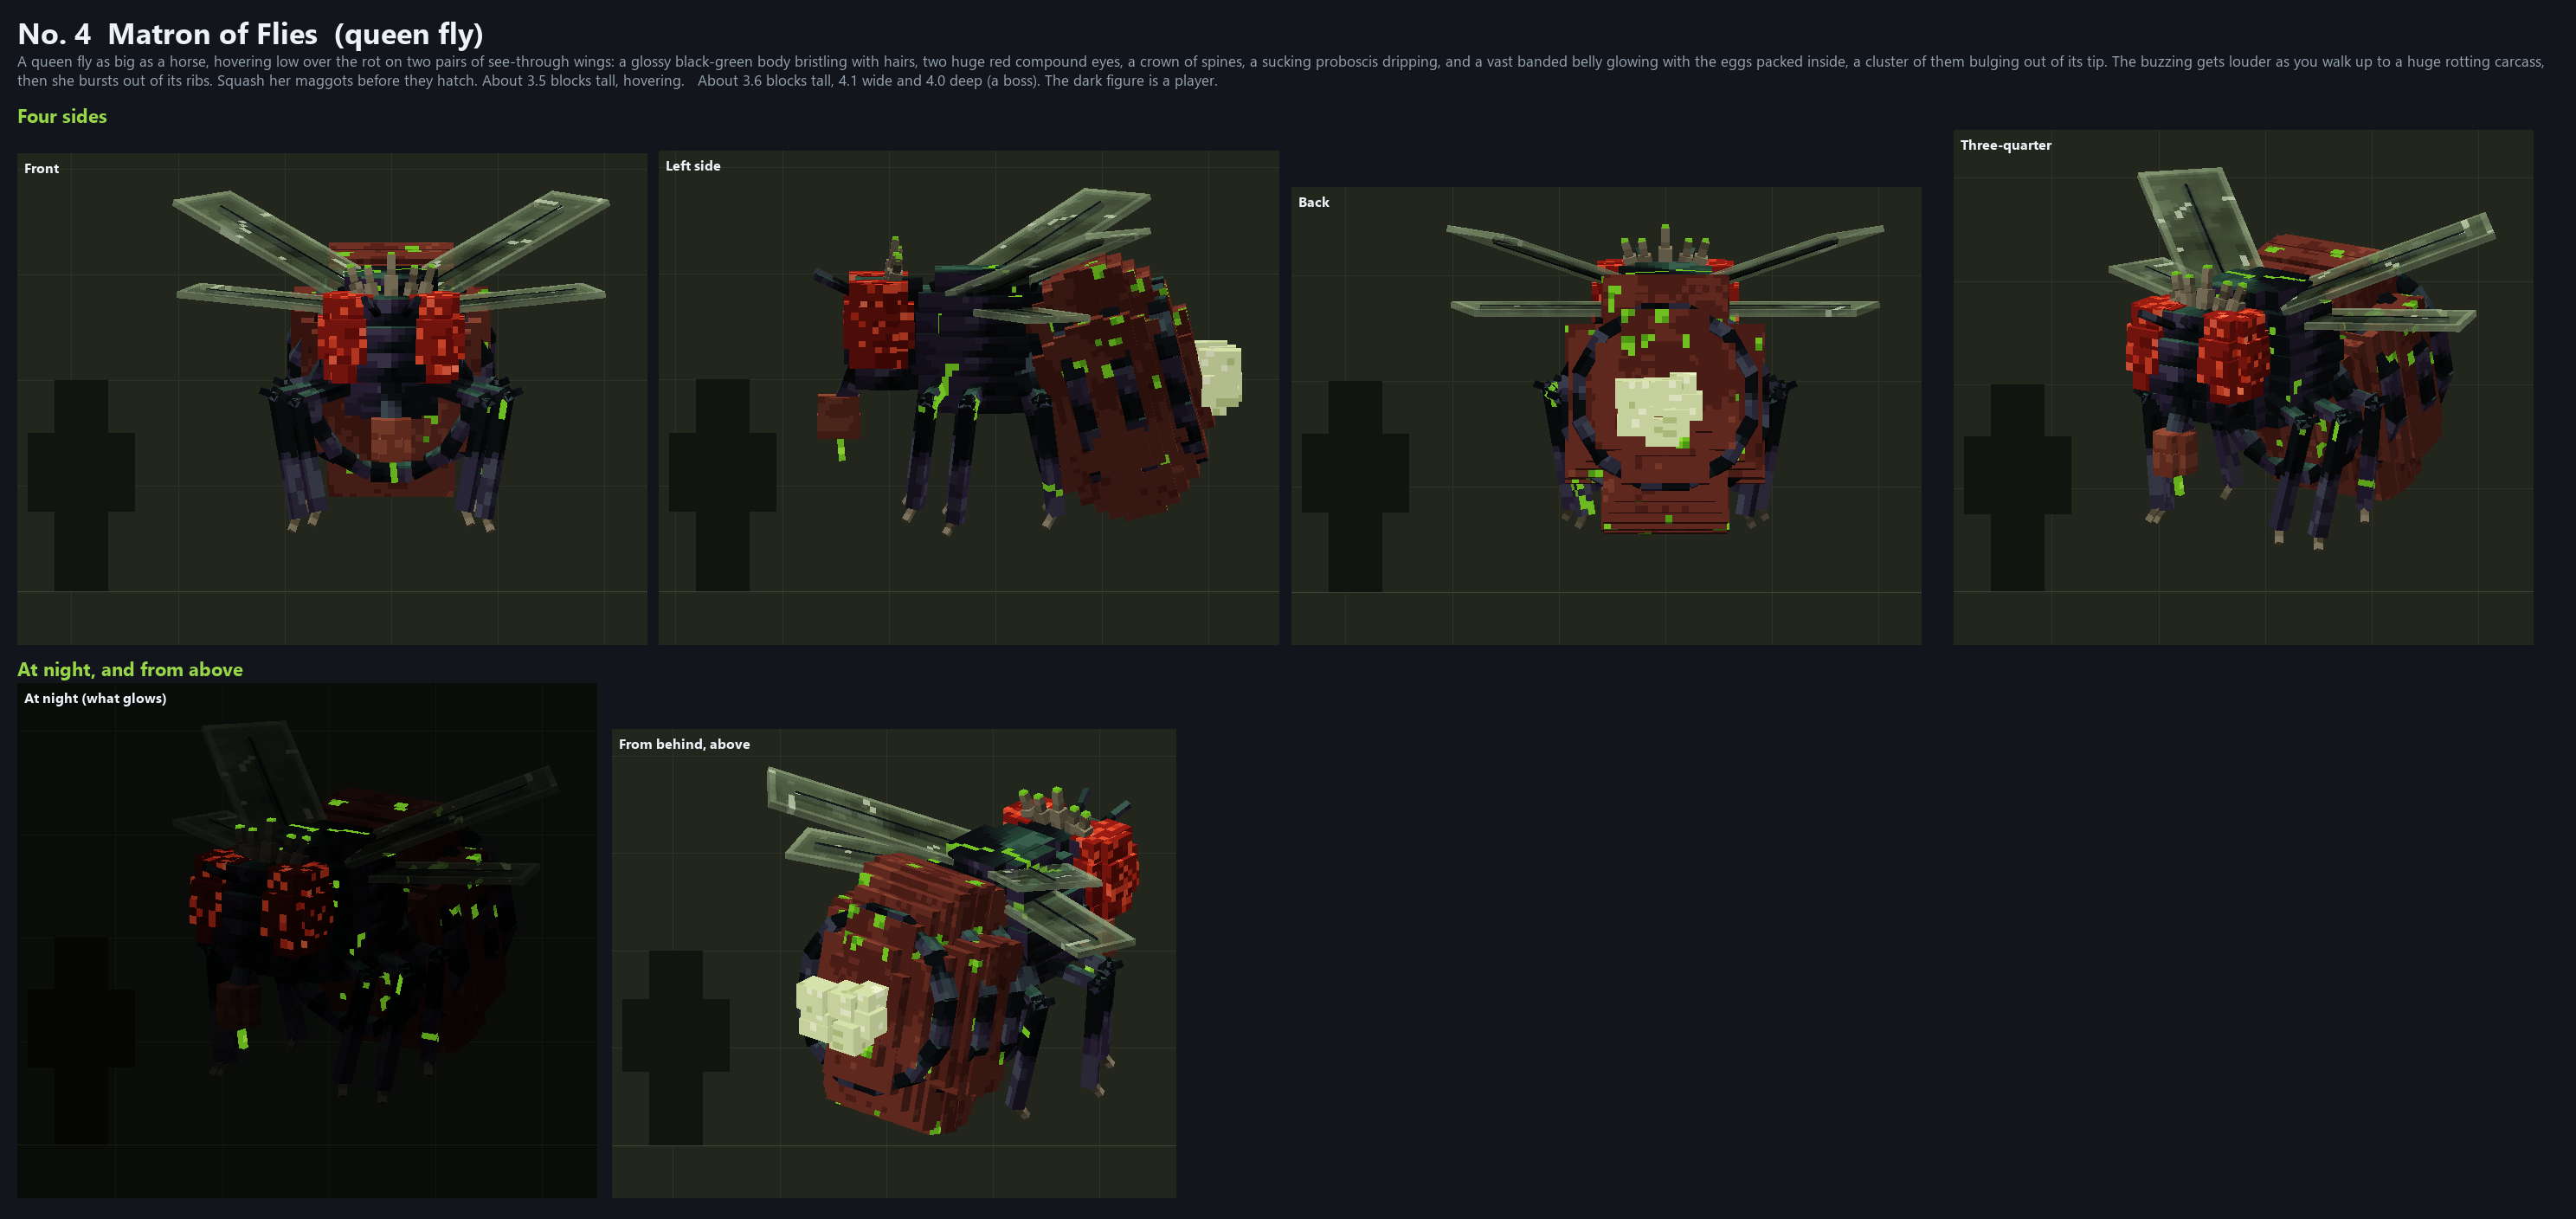 No. 4  Matron of Flies  (queen fly)
A queen fly as big as a horse, hovering low over the rot on two pairs of see-through wings: a glossy black-green body bristling with hairs, two huge red compound eyes, a crown of spines, a sucking proboscis dripping, and a vast banded belly glowing with the eggs packed inside, a cluster of them bulging out of its tip. The buzzing gets louder as you walk up to a huge rotting carcass,
then she bursts out of its ribs. Squash her maggots before they hatch. About 3.5 blocks tall, hovering.   About 3.6 blocks tall, 4.1 wide and 4.0 deep (a boss). The dark figure is a player.
Four sides
Front
Left side
Back
Three-quarter
At night, and from above
At night (what glows)
From behind, above